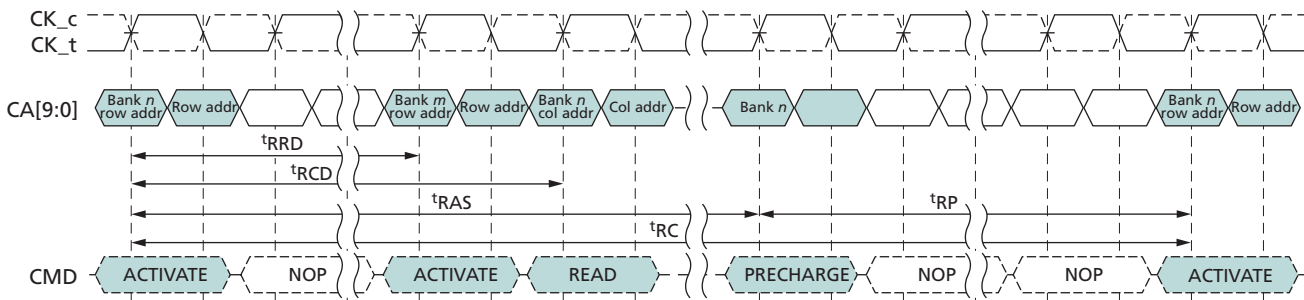 CK_c
CK_t
CA[9:0]
Bank n
row addr
Row addr
Bank m
row addr
Row addr
Bank n
col addr
Col addr
Bank n
Bank n
row addr
Row addr
tRRD
tRCD
tRAS
tRP
tRC
CMD
ACTIVATE
NOP
ACTIVATE
READ
PRECHARGE
NOP
NOP
ACTIVATE